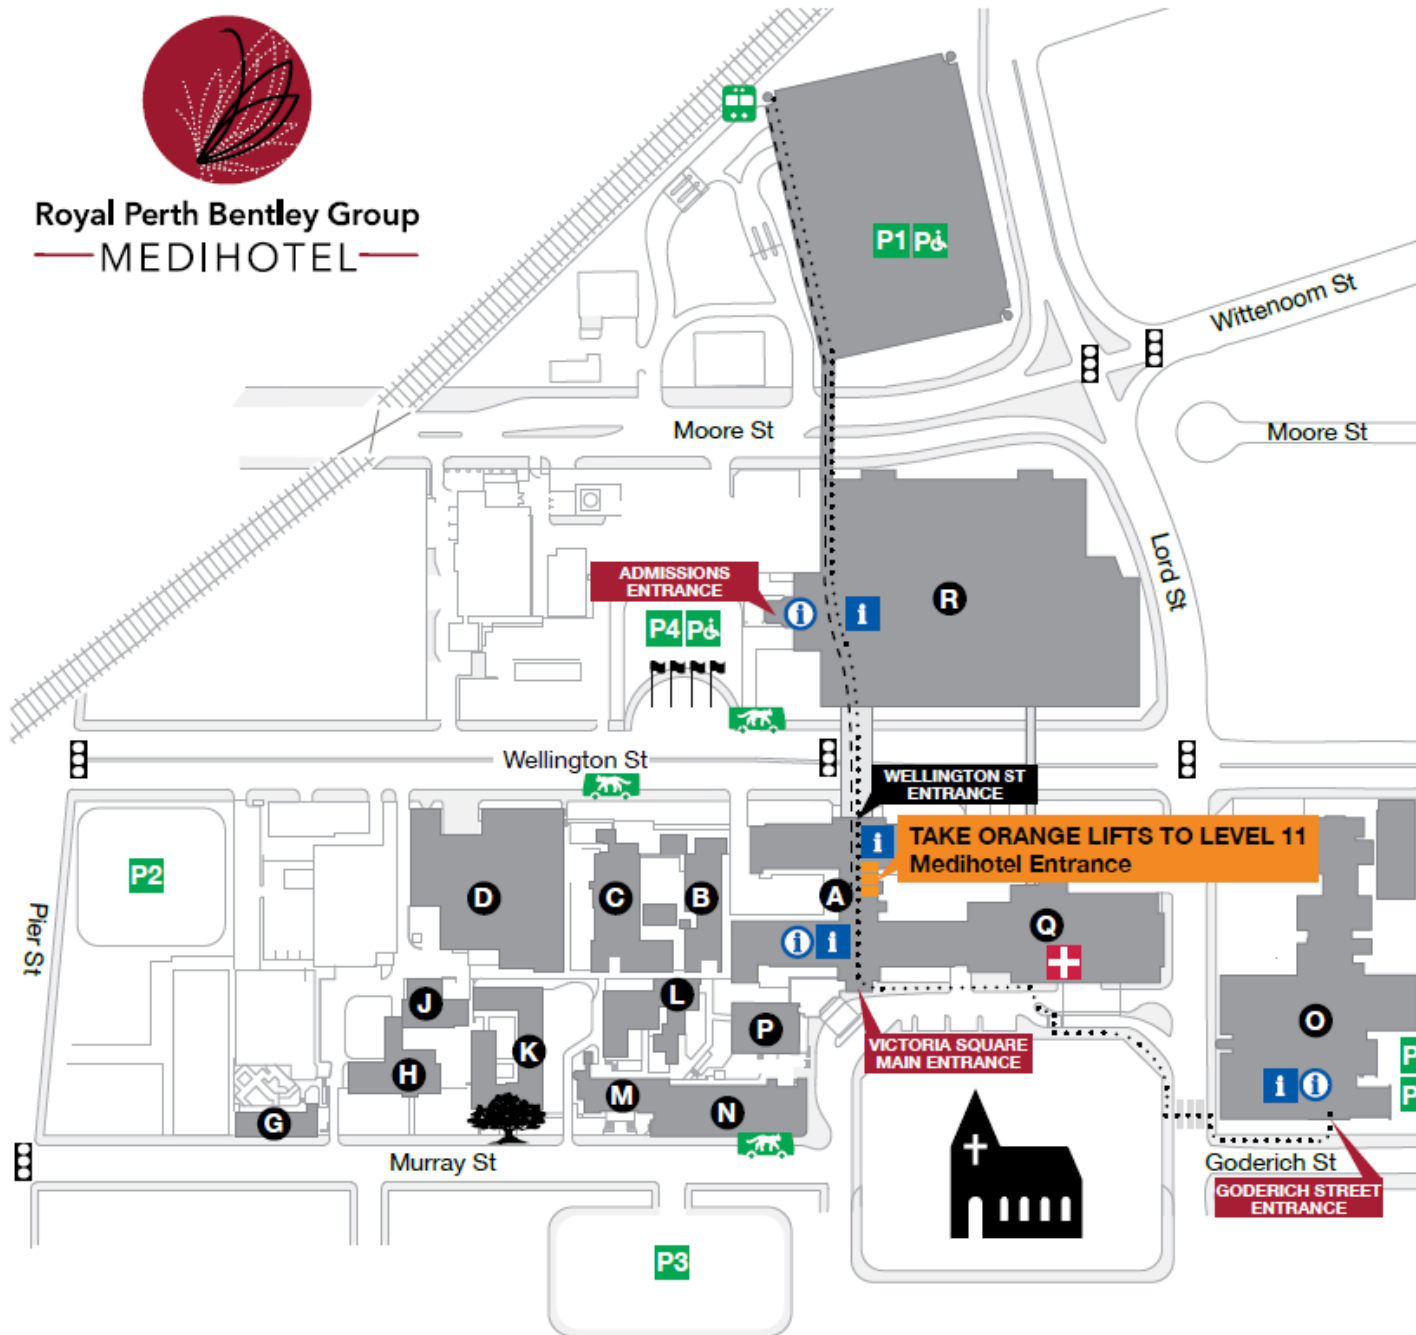 Royal Perth Bentley Group
MEDIHOTEL
P1 P
Wittenoom St
Moore St
Moore St
Lord St
ADMISSIONS
ENTRANCE
i
i
R
P4 P
Wellington St
WELLINGTON ST
ENTRANCE
i
TAKE ORANGE LIFTS TO LEVEL 11
Medihotel Entrance
P2
Pier St
D
C
B
A
i
i
Q
J
L
P
K
H
M
N
G
VICTORIA SQUARE
MAIN ENTRANCE
O
i
i
P
P
Murray St
Goderich St
GODERICH STREET
ENTRANCE
P3